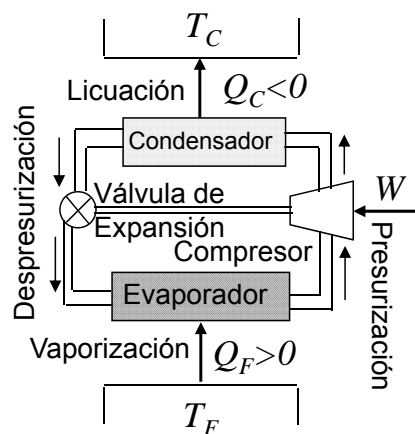 T_C
Licuación
Q_C<0
Condensador
Despresurización
Válvula de
Expansión
W
Compresor
Presurización
Evaporador
Vaporización
Q_F>0
T_F